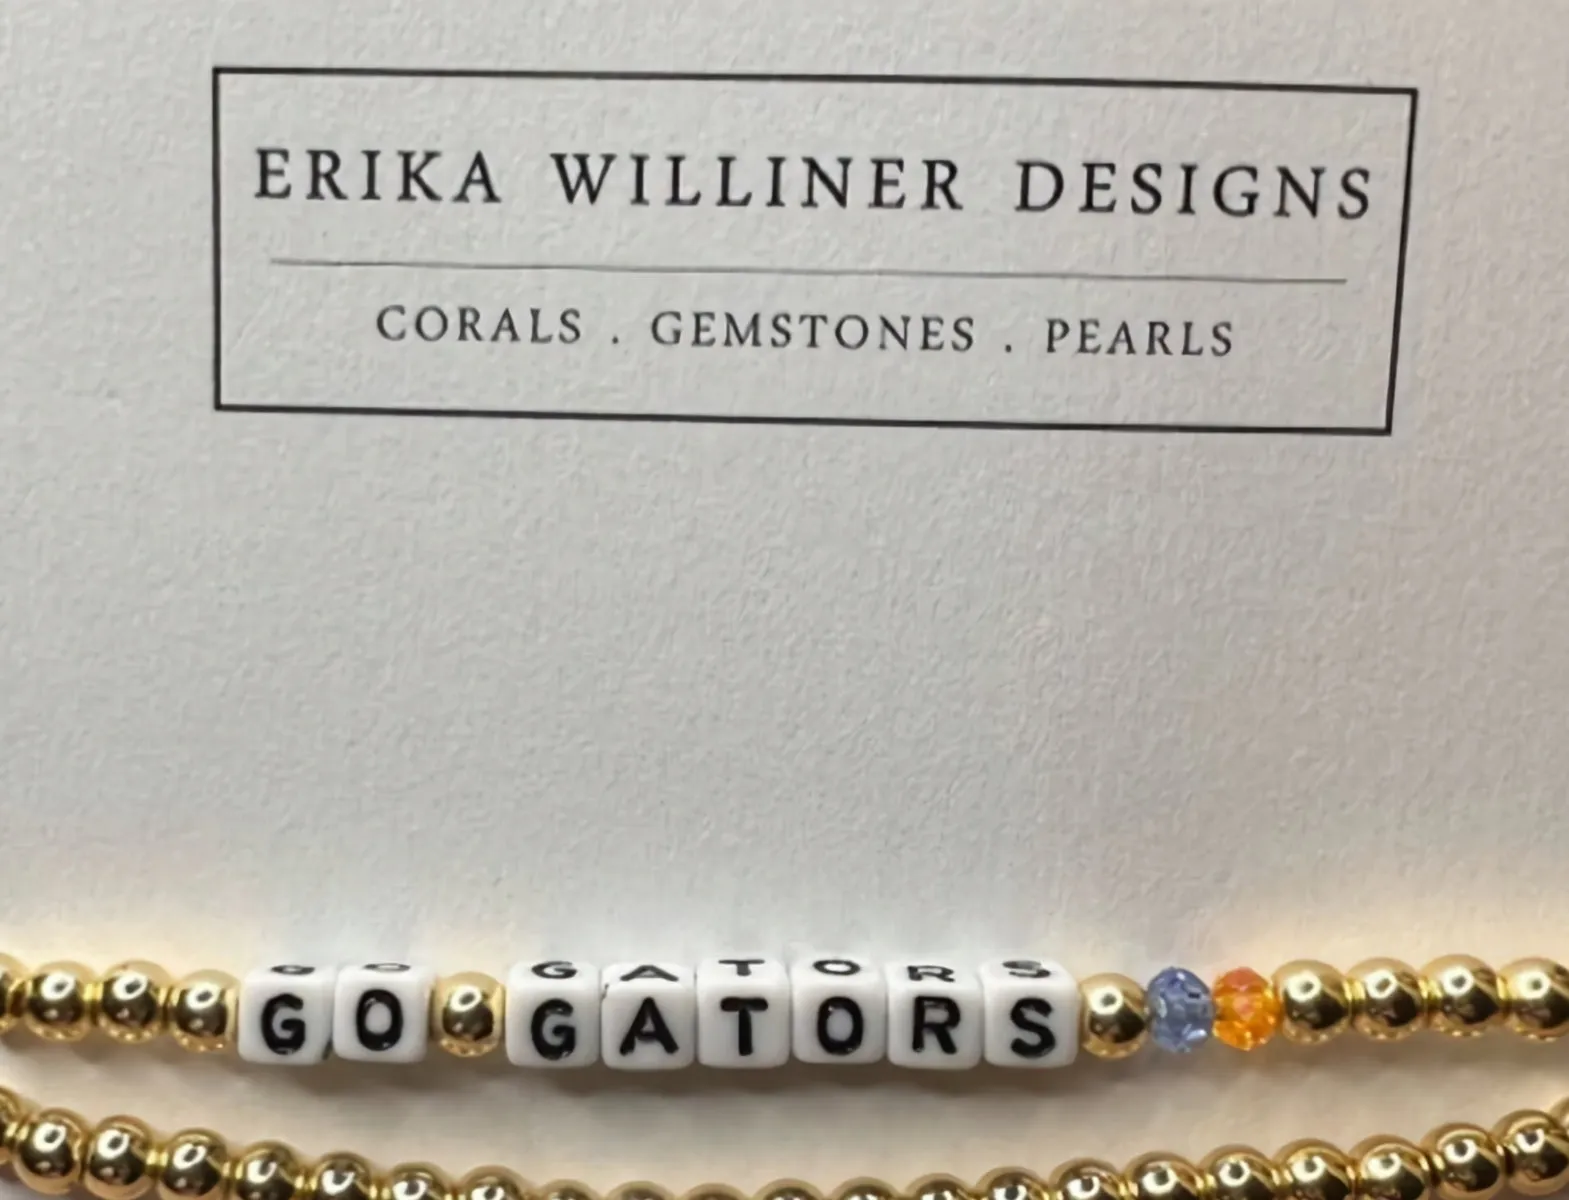 ERIKA WILLINER DESIGNS
CORALS . GEMSTONES . PEARLS
GO GATORS